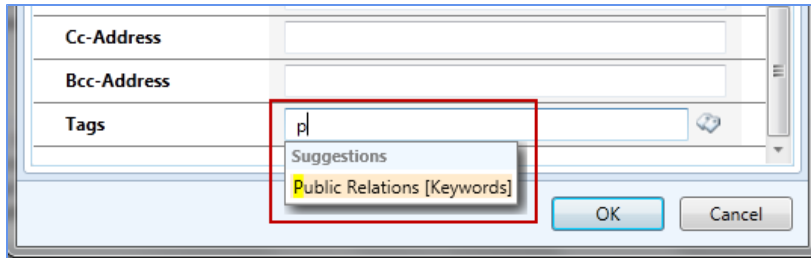 Cc-Address
Bcc-Address
Tags p
Suggestions
Public Relations [Keywords]
OK Cancel